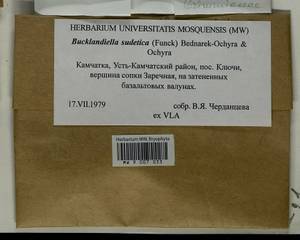 HERBARIUM UNIVERSITATIS MOSQUENSIS (MW)
Bucklandiella sudetica (Funck) Bednarek-Ochyra & Ochyra
Камчатка, Усть-Камчатский район, пос. Ключи,
вершина сопки Заречная, на затененных
базальтовых валунах.
17.VII.1979
собр. В.Я. Черданцева
ex VLA
Herbarium MW, Bryophyta